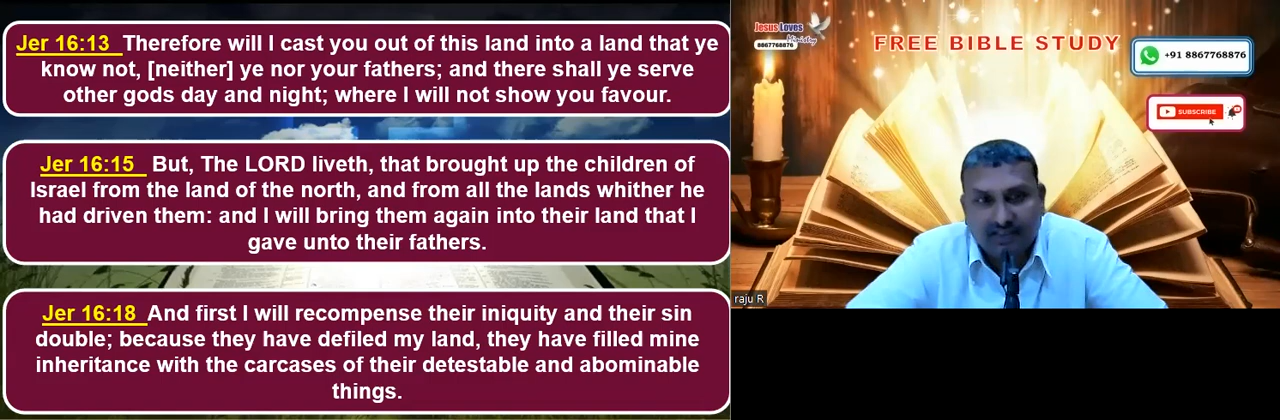 Jer 16:13 Therefore will I cast you out of this land into a land that ye
know not, [neither] ye nor your fathers; and there shall ye serve
other gods day and night; where I will not show you favour.
Jer 16:15 But, The LORD liveth, that brought up the children of
Israel from the land of the north, and from all the lands whither he
had driven them: and I will bring them again into their land that I
gave unto their fathers.
Jer 16:18 And first I will recompense their iniquity and their sin
double; because they have defiled my land, they have filled mine
inheritance with the carcases of their detestable and abominable
things.
Jesus Loves
Ministry
8867768876
FREE BIBLE STUDY
+91 8867768876
SUBSCRIBE
raju R